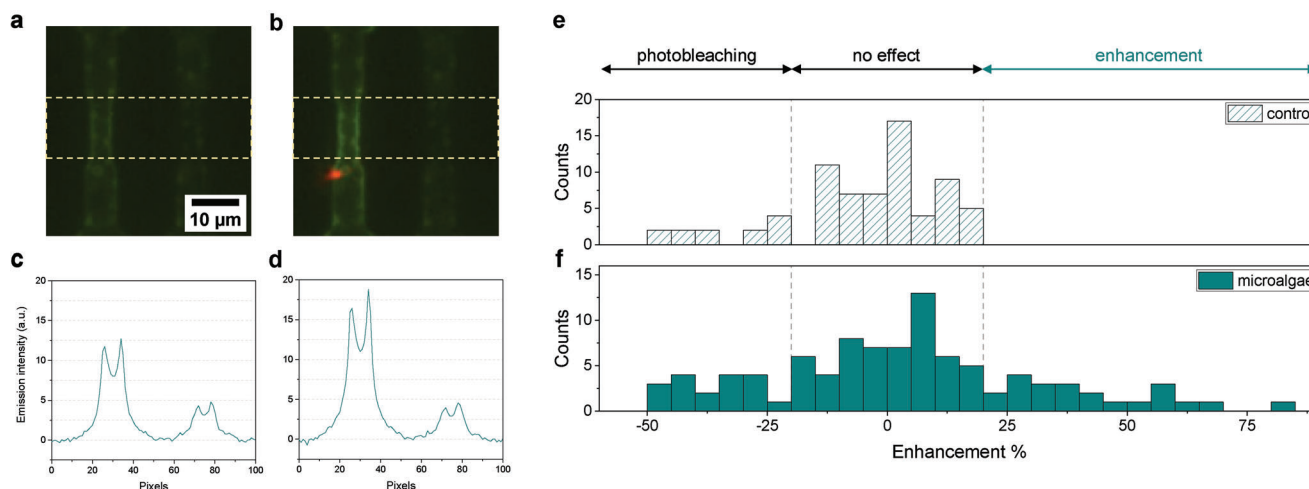 a
b
10 µm
c
d
20
15
10
5
0
Emission intensity (a.u.)
0 20 40 60 80 100
Pixels
20
15
10
5
0
0 20 40 60 80 100
Pixels
e
photobleaching no effect enhancement
20
15
10
5
0
Counts
contro
f
15
10
5
0
Counts
microalgae
-50 -25 0 25 50 75
Enhancement %